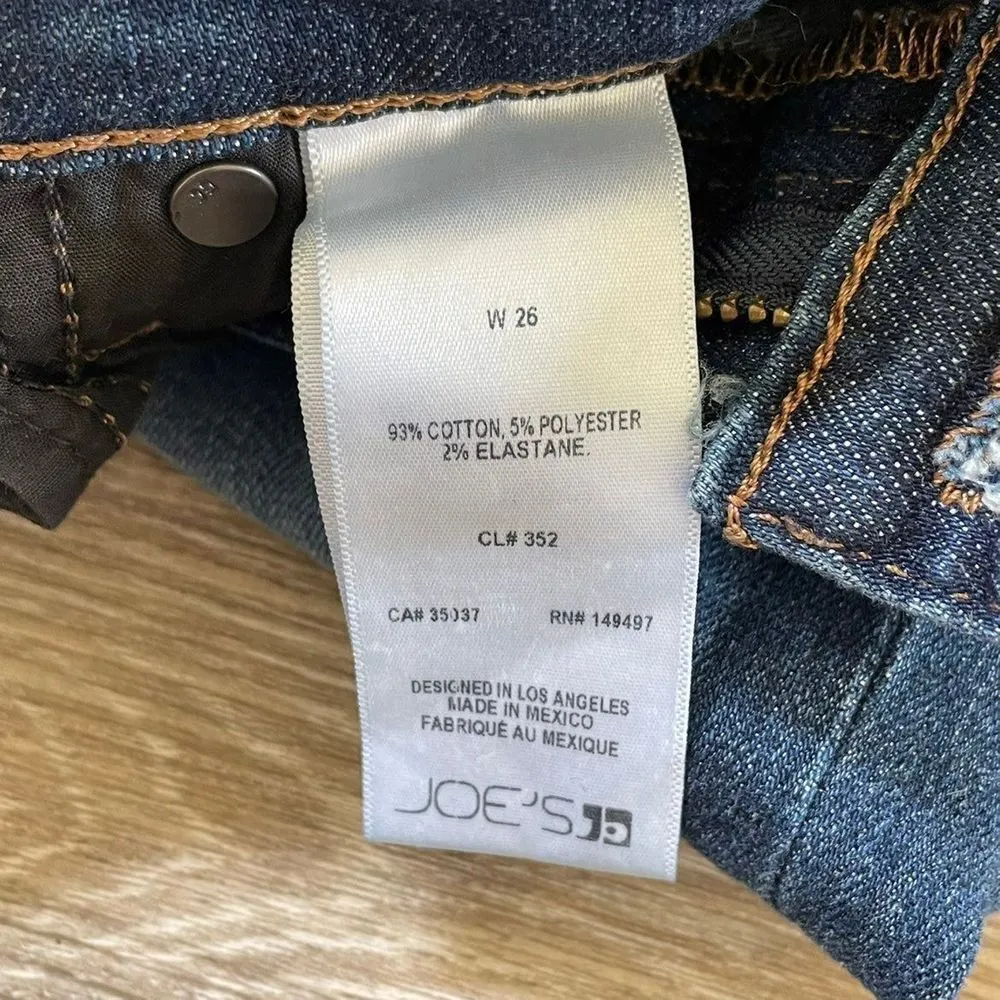 W 26
93% COTTON, 5% POLYESTER
2% ELASTANE.
CL# 352
CA# 35037 RN# 149497
DESIGNED IN LOS ANGELES
MADE IN MEXICO
FABRIQUÉ AU MEXIQUE
JOE'S